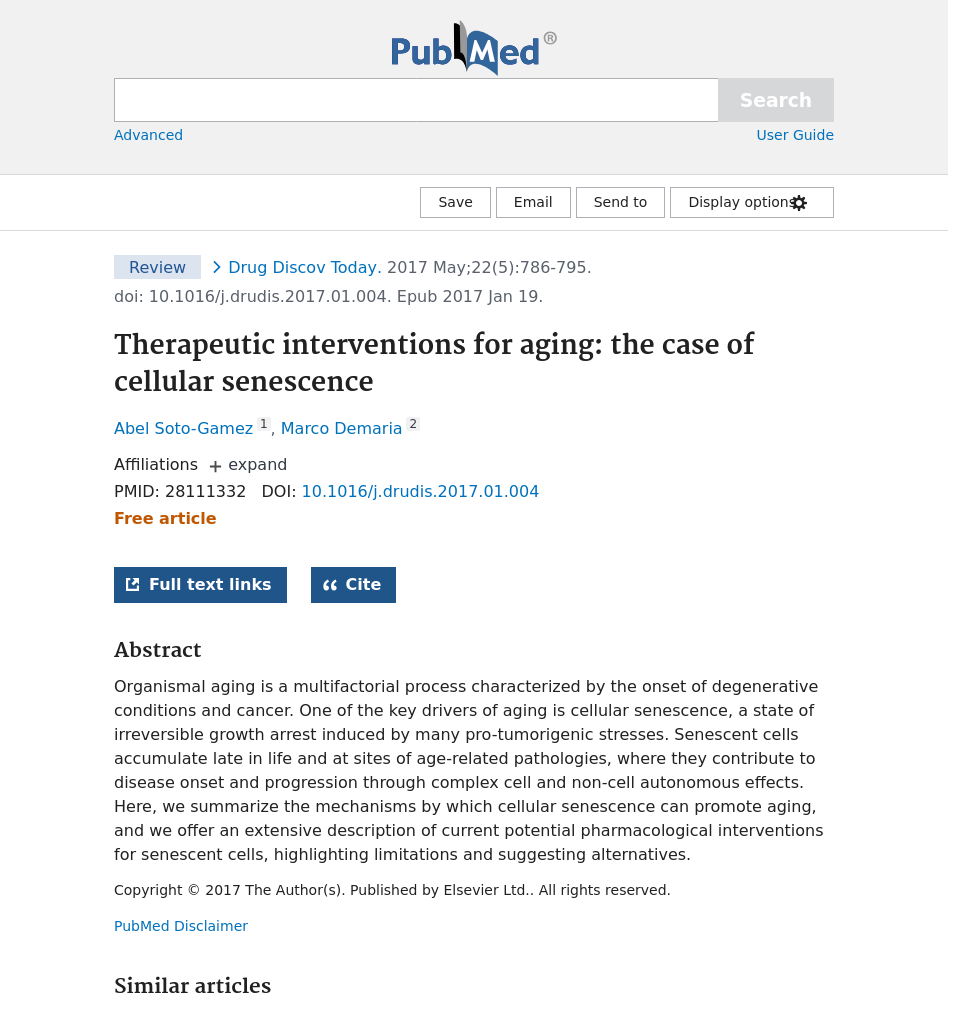 PubMed®
Search
Advanced
User Guide
Save
Email
Send to
Display options
Review
Drug Discov Today. 2017 May;22(5):786-795.
doi: 10.1016/j.drudis.2017.01.004. Epub 2017 Jan 19.
Therapeutic interventions for aging: the case of
cellular senescence
Abel Soto-Gamez 1, Marco Demaria 2
Affiliations + expand
PMID: 28111332 DOI: 10.1016/j.drudis.2017.01.004
Free article
Full text links
Cite
Abstract
Organismal aging is a multifactorial process characterized by the onset of degenerative
conditions and cancer. One of the key drivers of aging is cellular senescence, a state of
irreversible growth arrest induced by many pro-tumorigenic stresses. Senescent cells
accumulate late in life and at sites of age-related pathologies, where they contribute to
disease onset and progression through complex cell and non-cell autonomous effects.
Here, we summarize the mechanisms by which cellular senescence can promote aging,
and we offer an extensive description of current potential pharmacological interventions
for senescent cells, highlighting limitations and suggesting alternatives.
Copyright © 2017 The Author(s). Published by Elsevier Ltd.. All rights reserved.
PubMed Disclaimer
Similar articles